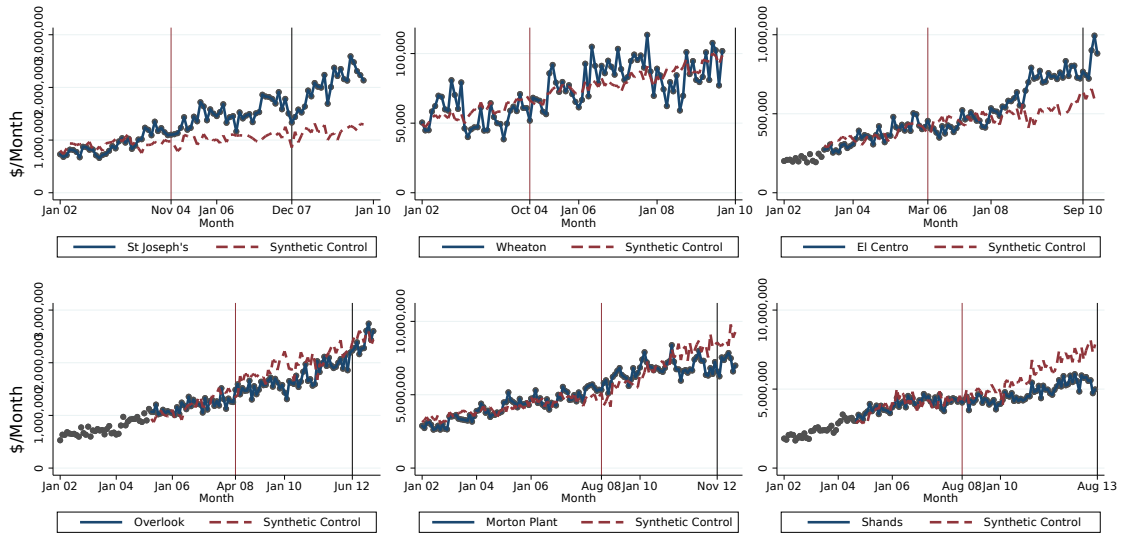 $/Month
0 1,000,000 2,000,000 3,000,000
Jan 02 Nov 04 Jan 06 Dec 07 Jan 10
Month
St Joseph's Synthetic Control
0 50,000 100,000
Jan 02 Oct 04 Jan 06 Jan 08 Jan 10
Month
Wheaton Synthetic Control
0 500,000 1,000,000
Jan 02 Jan 04 Mar 06 Jan 08 Sep 10
Month
El Centro Synthetic Control
$/Month
0 1,000,000 2,000,000 3,000,000
Jan 02 Jan 04 Jan 06 Apr 08 Jan 10 Jun 12
Month
Overlook Synthetic Control
0 5,000,000 10,000,000
Jan 02 Jan 04 Jan 06 Aug 08 Jan 10 Nov 12
Month
Morton Plant Synthetic Control
0 5,000,000 10,000,000
Jan 02 Jan 04 Jan 06 Aug 08 Jan 10 Aug 13
Month
Shands Synthetic Control